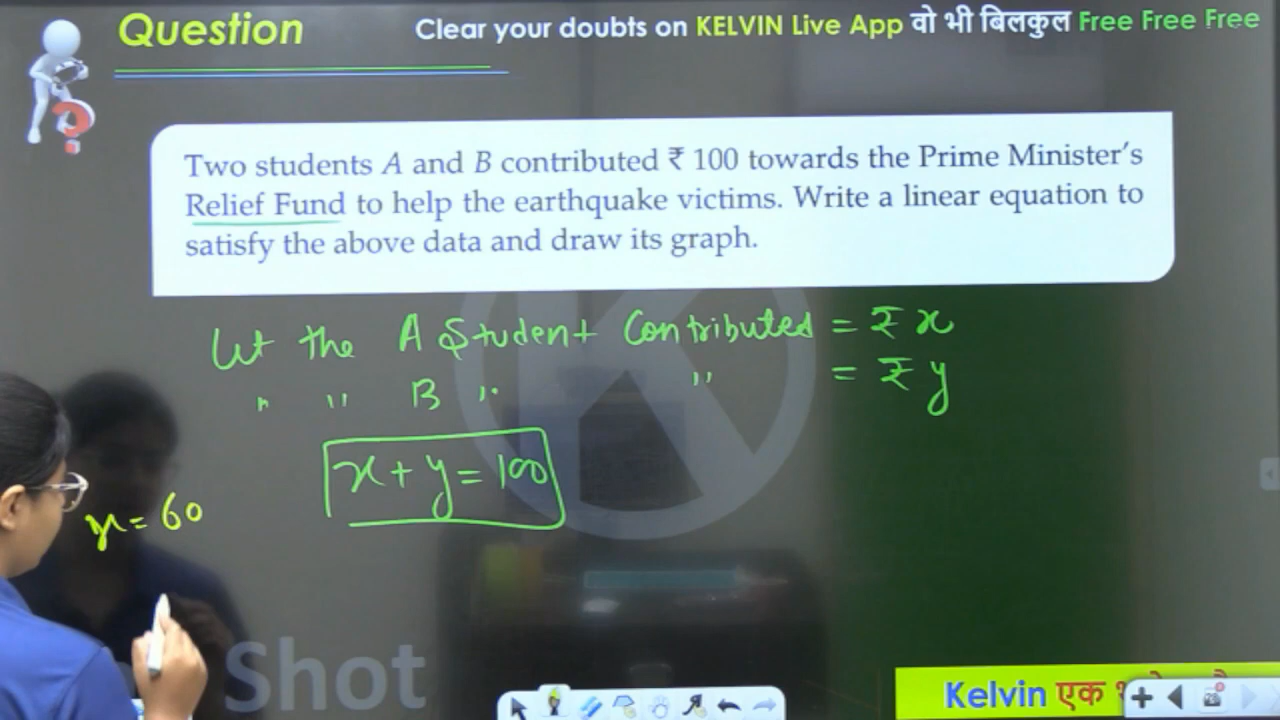 Question
Clear your doubts on KELVIN Live App वो भी बिलकुल Free Free Free
Two students A and B contributed ₹ 100 towards the Prime Minister's
Relief Fund to help the earthquake victims. Write a linear equation to
satisfy the above data and draw its graph.
Let the A Student Contributed = ₹ x
" " B " " = ₹ y
x + y = 100
x = 60
Shot
Kelvin एक